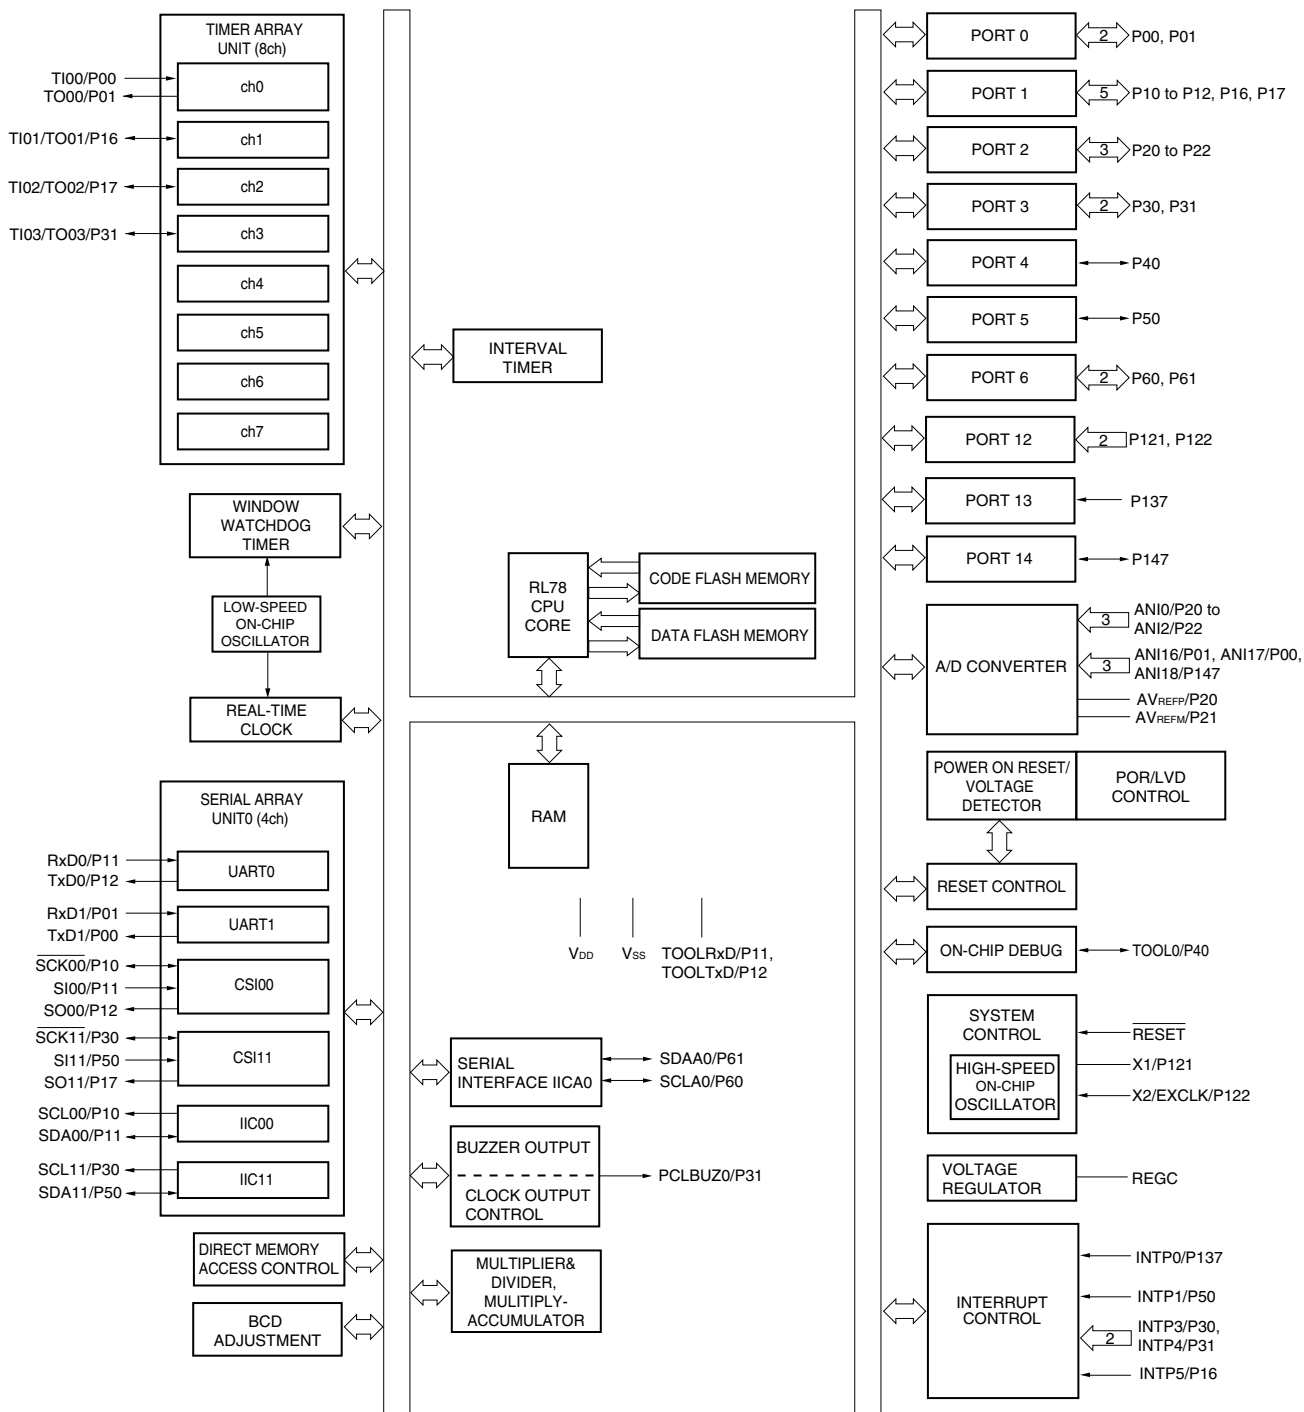 TIMER ARRAY
UNIT (8ch)
TI00/P00
TO00/P01
ch0
TI01/TO01/P16
ch1
TI02/TO02/P17
ch2
TI03/TO03/P31
ch3
ch4
ch5
ch6
ch7
WINDOW
WATCHDOG
TIMER
LOW-SPEED
ON-CHIP
OSCILLATOR
REAL-TIME
CLOCK
SERIAL ARRAY
UNIT0 (4ch)
RxD0/P11
TxD0/P12
UART0
RxD1/P01
TxD1/P00
UART1
SCK00/P10
SI00/P11
SO00/P12
CSI00
SCK11/P30
SI11/P50
SO11/P17
CSI11
SCL00/P10
SDA00/P11
IIC00
SCL11/P30
SDA11/P50
IIC11
DIRECT MEMORY
ACCESS CONTROL
BCD
ADJUSTMENT
INTERVAL
TIMER
RL78
CPU
CORE
CODE FLASH MEMORY
DATA FLASH MEMORY
RAM
VDD
VSS
TOOLRxD/P11,
TOOLTxD/P12
SERIAL
INTERFACE IICA0
SDAA0/P61
SCLA0/P60
BUZZER OUTPUT
CLOCK OUTPUT
CONTROL
PCLBUZ0/P31
MULTIPLIER&
DIVIDER,
MULITIPLY-
ACCUMULATOR
PORT 0
2
P00, P01
PORT 1
5
P10 to P12, P16, P17
PORT 2
3
P20 to P22
PORT 3
2
P30, P31
PORT 4
P40
PORT 5
P50
PORT 6
2
P60, P61
PORT 12
2
P121, P122
PORT 13
P137
PORT 14
P147
A/D CONVERTER
3
ANI0/P20 to
ANI2/P22
3
ANI16/P01, ANI17/P00,
ANI18/P147
AVREFP/P20
AVREFM/P21
POWER ON RESET/
VOLTAGE
DETECTOR
POR/LVD
CONTROL
RESET CONTROL
ON-CHIP DEBUG
TOOL0/P40
SYSTEM
CONTROL
HIGH-SPEED
ON-CHIP
OSCILLATOR
RESET
X1/P121
X2/EXCLK/P122
VOLTAGE
REGULATOR
REGC
INTERRUPT
CONTROL
INTP0/P137
INTP1/P50
2
INTP3/P30,
INTP4/P31
INTP5/P16